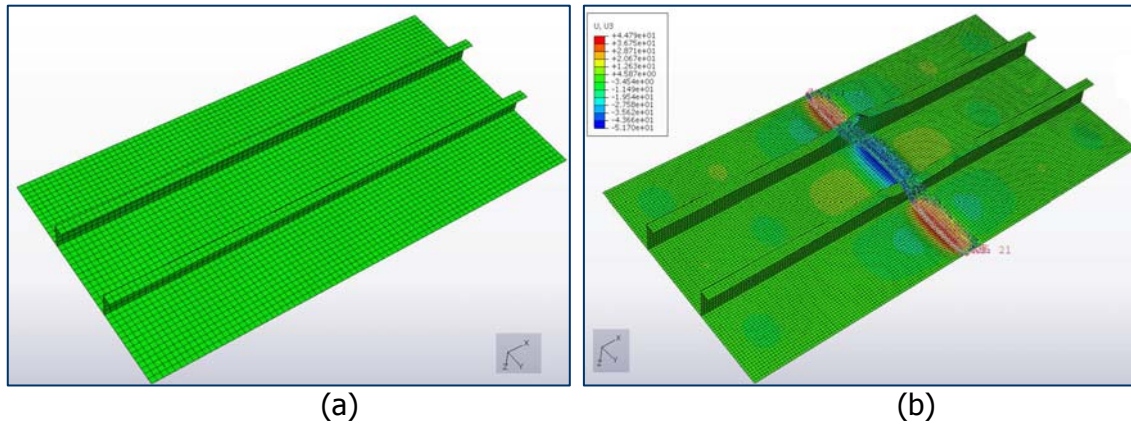 U, U3
+4.479e+01
+3.675e+01
+2.871e+01
+2.067e+01
+1.263e+01
+4.587e+00
-3.454e+00
-1.149e+01
-1.954e+01
-2.758e+01
-3.562e+01
-4.366e+01
-5.170e+01
21
X
Y
Z
X
Y
Z
(a)
(b)